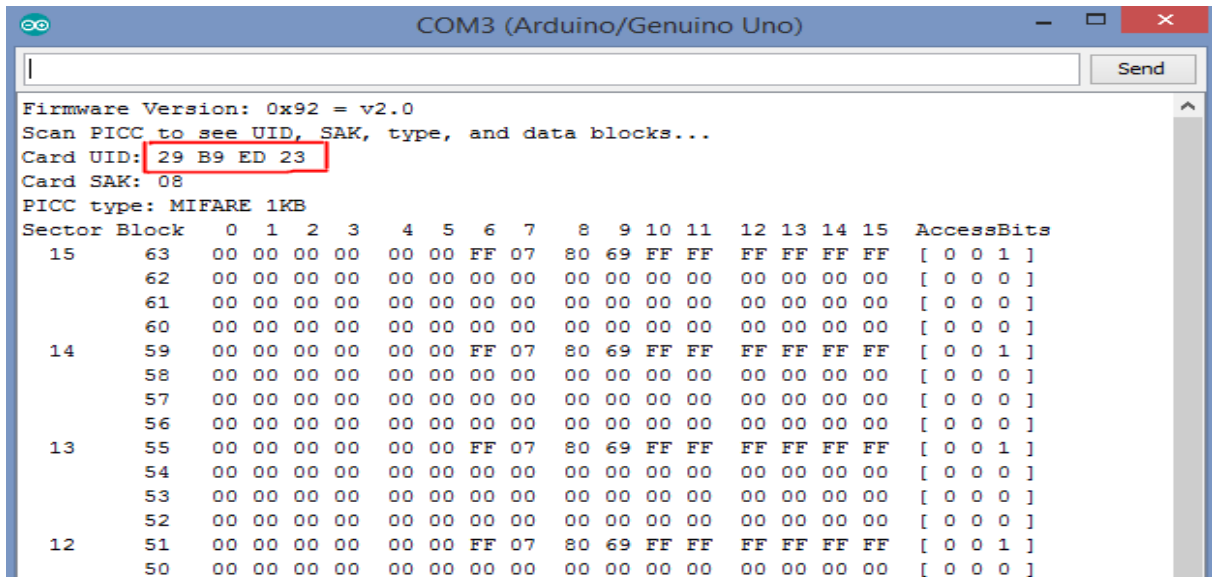 COM3 (Arduino/Genuino Uno)
Send
Firmware Version: 0x92 = v2.0
Scan PICC to see UID, SAK, type, and data blocks...
Card UID: 29 B9 ED 23
Card SAK: 08
PICC type: MIFARE 1KB
Sector Block 0 1 2 3 4 5 6 7 8 9 10 11 12 13 14 15 AccessBits
15 63 00 00 00 00 00 00 FF 07 80 69 FF FF FF FF FF FF [ 0 0 1 ]
62 00 00 00 00 00 00 00 00 00 00 00 00 00 00 00 00 [ 0 0 0 ]
61 00 00 00 00 00 00 00 00 00 00 00 00 00 00 00 00 [ 0 0 0 ]
60 00 00 00 00 00 00 00 00 00 00 00 00 00 00 00 00 [ 0 0 0 ]
14 59 00 00 00 00 00 00 FF 07 80 69 FF FF FF FF FF FF [ 0 0 1 ]
58 00 00 00 00 00 00 00 00 00 00 00 00 00 00 00 00 [ 0 0 0 ]
57 00 00 00 00 00 00 00 00 00 00 00 00 00 00 00 00 [ 0 0 0 ]
56 00 00 00 00 00 00 00 00 00 00 00 00 00 00 00 00 [ 0 0 0 ]
13 55 00 00 00 00 00 00 FF 07 80 69 FF FF FF FF FF FF [ 0 0 1 ]
54 00 00 00 00 00 00 00 00 00 00 00 00 00 00 00 00 [ 0 0 0 ]
53 00 00 00 00 00 00 00 00 00 00 00 00 00 00 00 00 [ 0 0 0 ]
52 00 00 00 00 00 00 00 00 00 00 00 00 00 00 00 00 [ 0 0 0 ]
12 51 00 00 00 00 00 00 FF 07 80 69 FF FF FF FF FF FF [ 0 0 1 ]
50 00 00 00 00 00 00 00 00 00 00 00 00 00 00 00 00 [ 0 0 0 ]